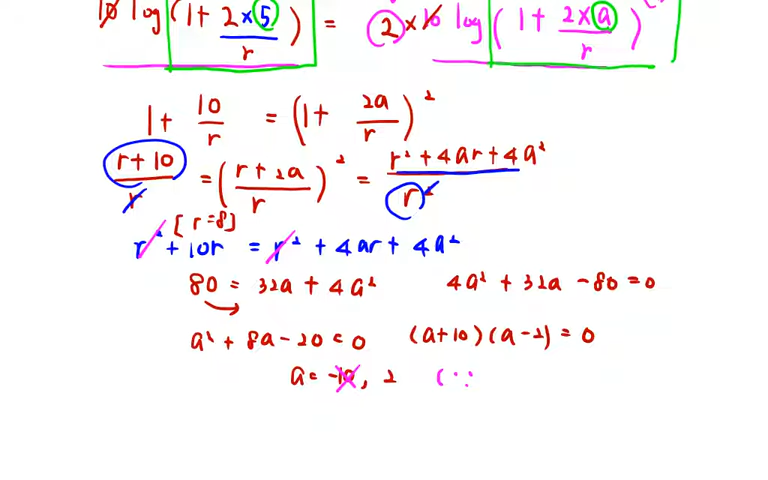 10 log (1 + 2×5/r) = 2 × 10 log (1 + 2×a/r)
1 + 10/r = (1 + 2a/r)²
(r+10)/r = ((r+2a)/r)² = (r²+4ar+4a²)/r²
[r=8]
r² + 10r = r² + 4ar + 4a²
80 = 32a + 4a² 4a² + 32a − 80 = 0
a² + 8a − 20 = 0 (a+10)(a−2) = 0
a = −10, 2 (∵